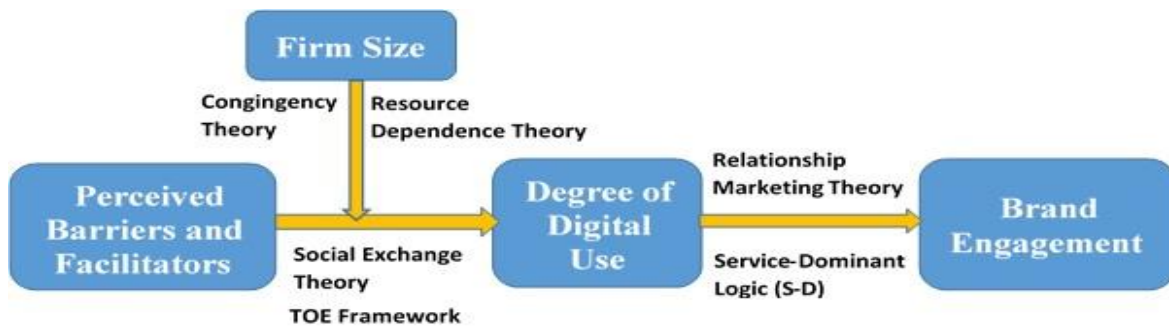 Firm Size
Congingency
Theory
Resource
Dependence Theory
Perceived
Barriers and
Facilitators
Social Exchange
Theory
TOE Framework
Degree of
Digital
Use
Relationship
Marketing Theory
Service-Dominant
Logic (S-D)
Brand
Engagement